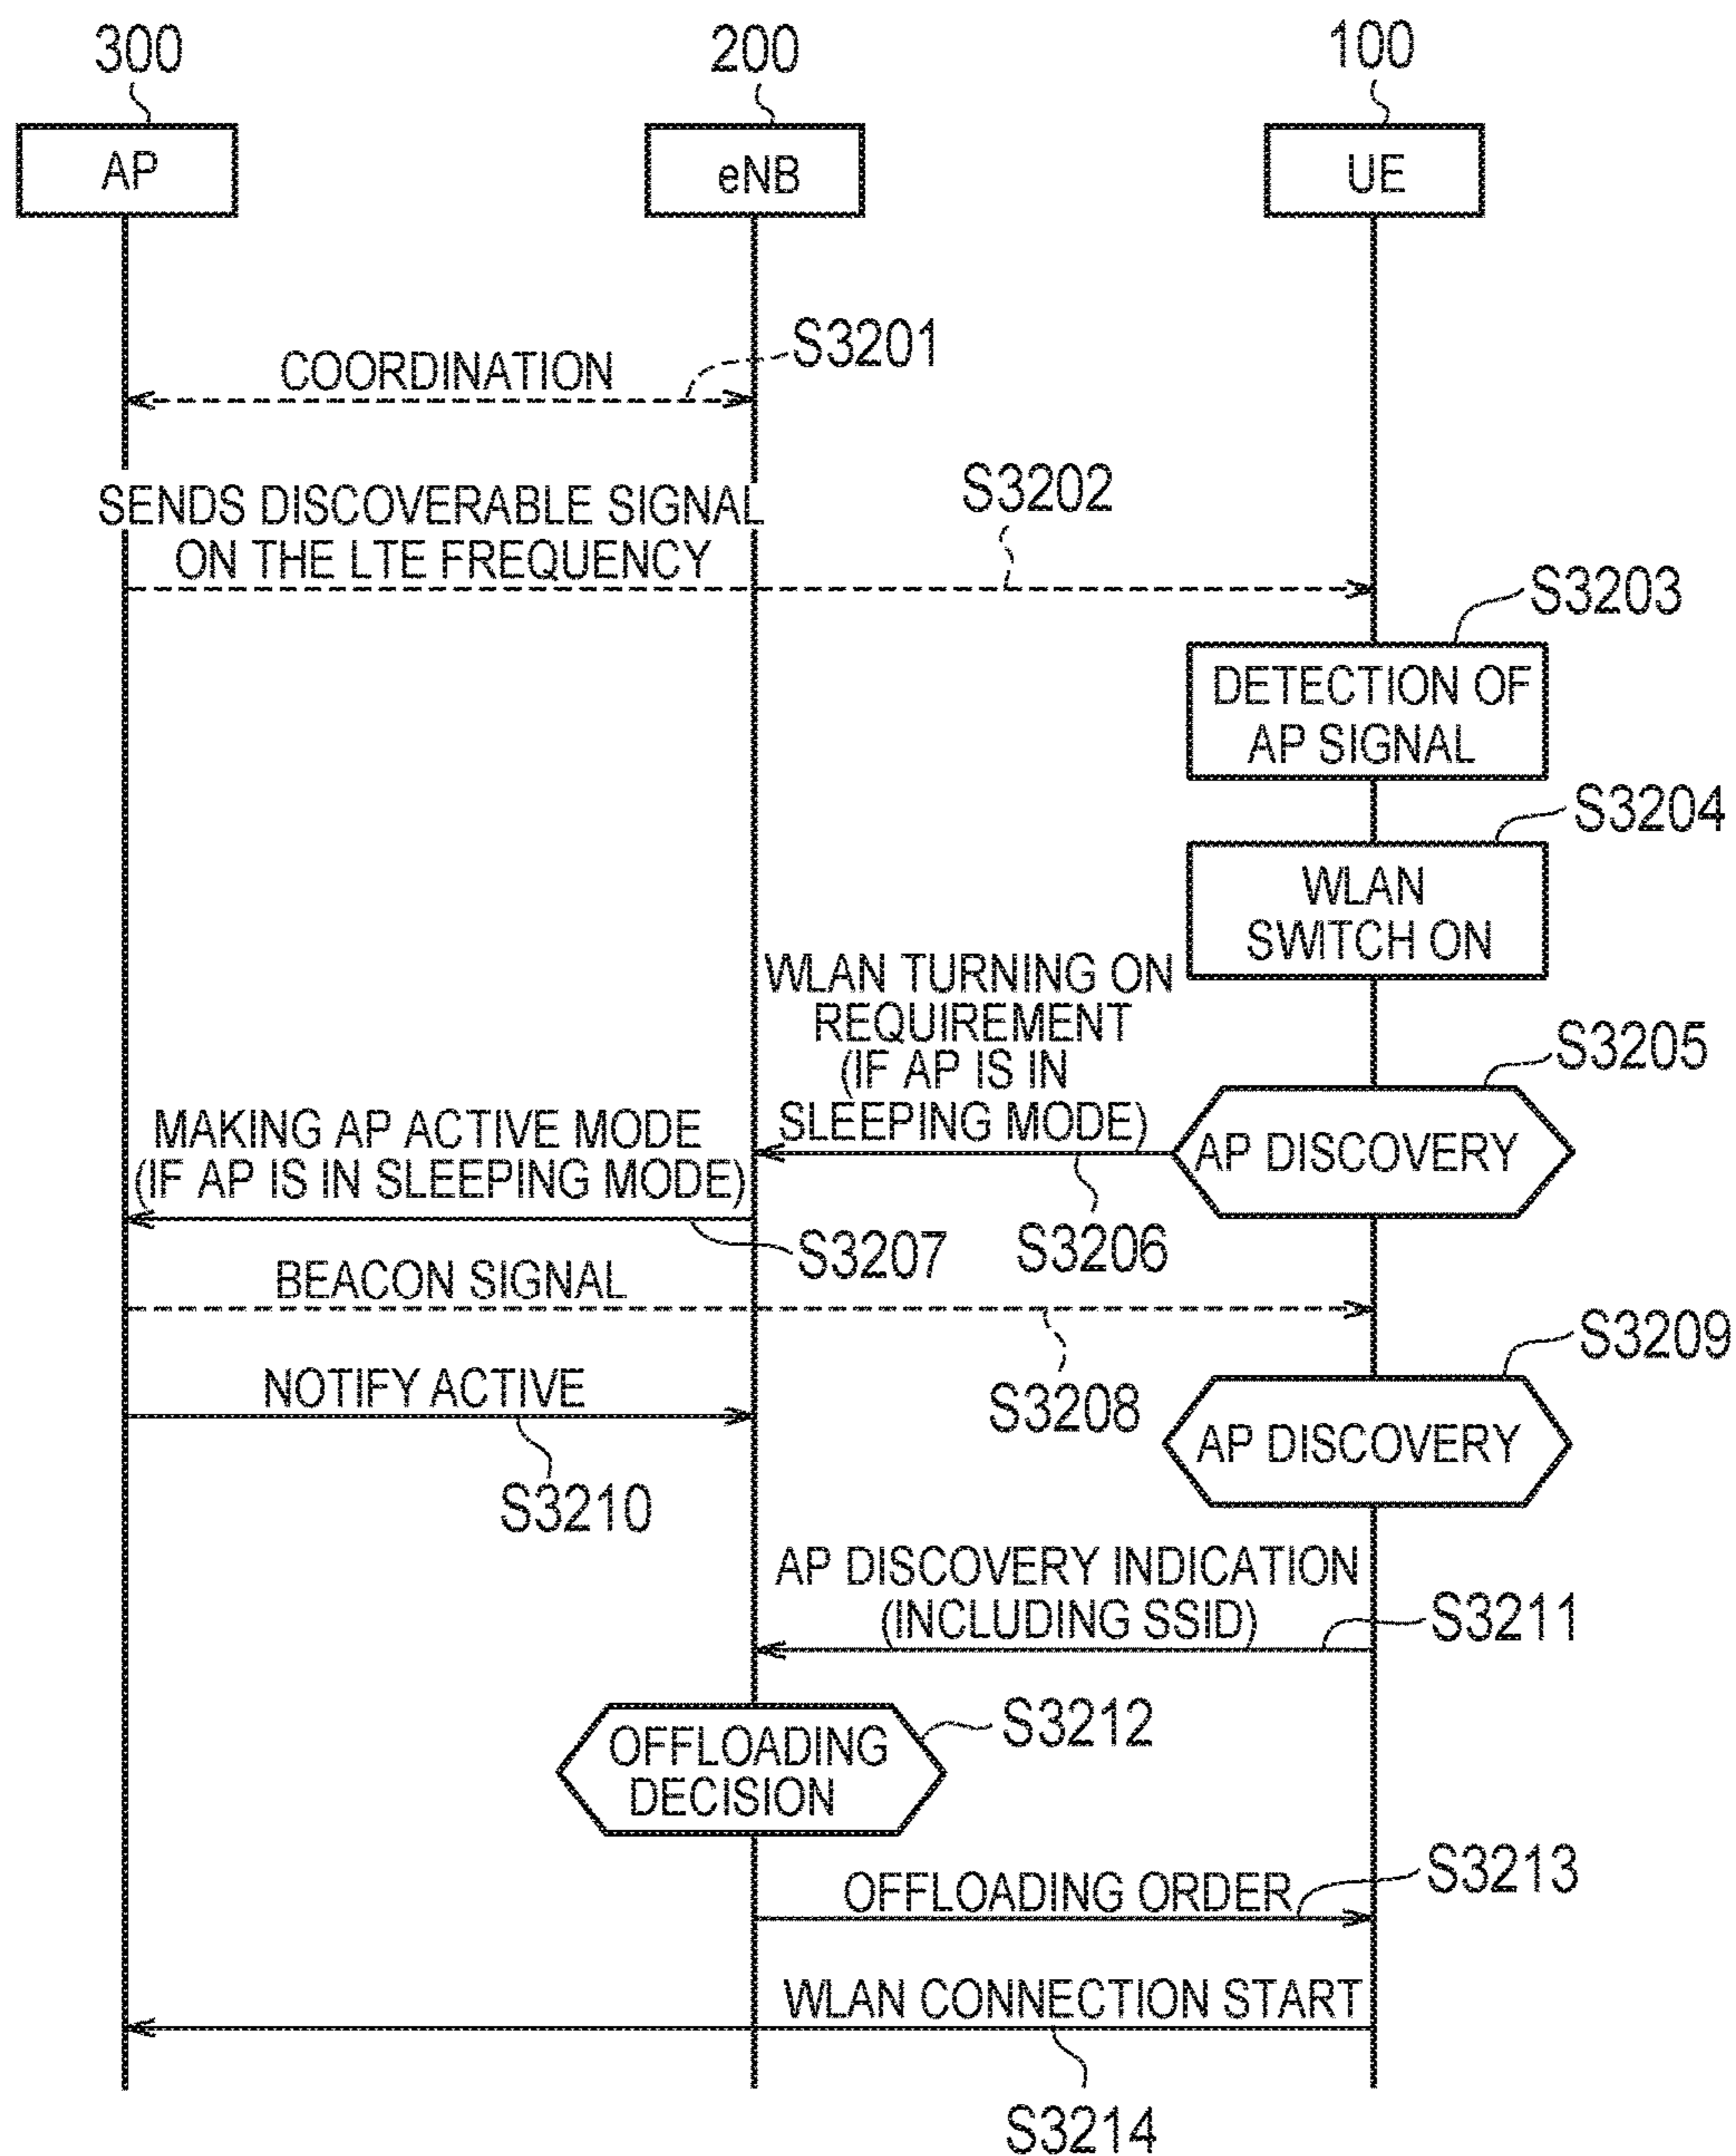 300
200
100
AP
eNB
UE
S3201
COORDINATION
SENDS DISCOVERABLE SIGNAL
ON THE LTE FREQUENCY
S3202
S3203
DETECTION OF
AP SIGNAL
S3204
WLAN
SWITCH ON
WLAN TURNING ON
REQUIREMENT
(IF AP IS IN
SLEEPING MODE)
S3205
AP DISCOVERY
MAKING AP ACTIVE MODE
(IF AP IS IN SLEEPING MODE)
S3206
S3207
BEACON SIGNAL
S3209
NOTIFY ACTIVE
S3208
AP DISCOVERY
S3210
AP DISCOVERY INDICATION
(INCLUDING SSID)
S3211
S3212
OFFLOADING
DECISION
S3213
OFFLOADING ORDER
WLAN CONNECTION START
S3214